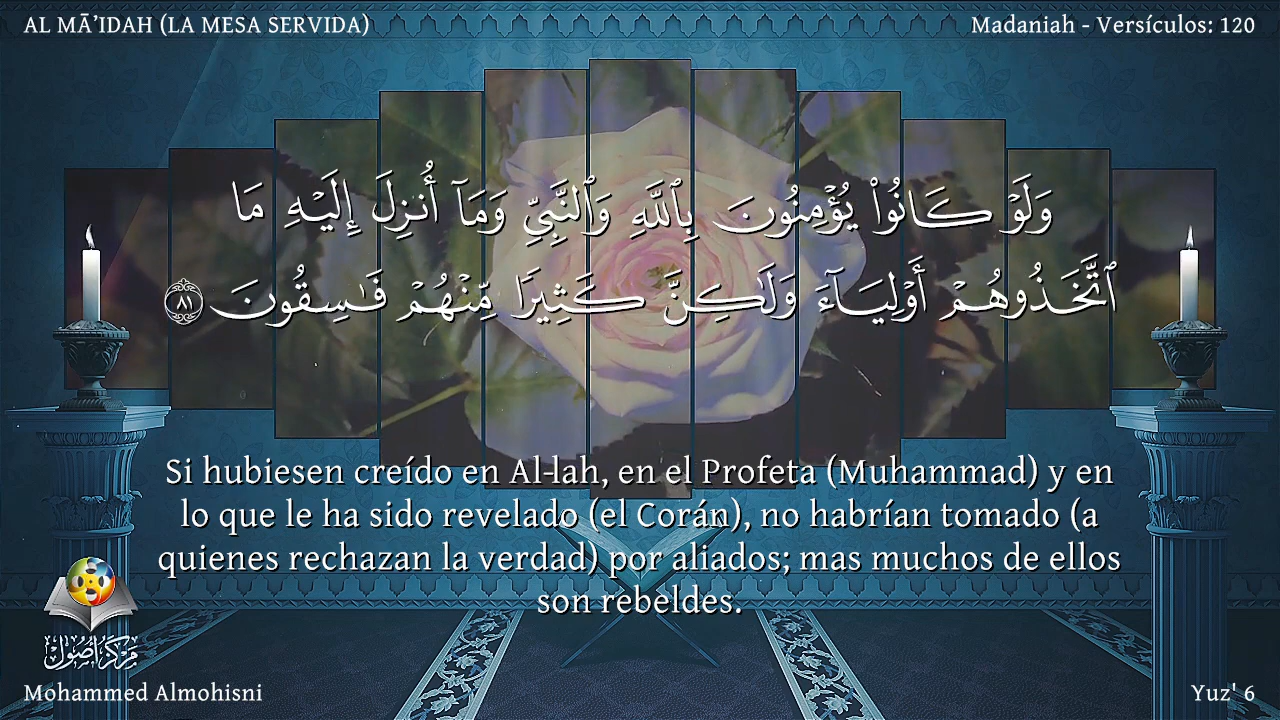 AL MĀ’IDAH (LA MESA SERVIDA)
Madaniah - Versículos: 120
وَلَوْ كَانُوا۟ يُؤْمِنُونَ بِٱللَّهِ وَٱلنَّبِىِّ وَمَآ أُنزِلَ إِلَيْهِ مَا
ٱتَّخَذُوهُمْ أَوْلِيَآءَ وَلَٰكِنَّ كَثِيرًا مِّنْهُمْ فَٰسِقُونَ ٨١
Si hubiesen creído en Al-lah, en el Profeta (Muhammad) y en
lo que le ha sido revelado (el Corán), no habrían tomado (a
quienes rechazan la verdad) por aliados; mas muchos de ellos
son rebeldes.
مركز أصول
Mohammed Almohisni
Yuz' 6